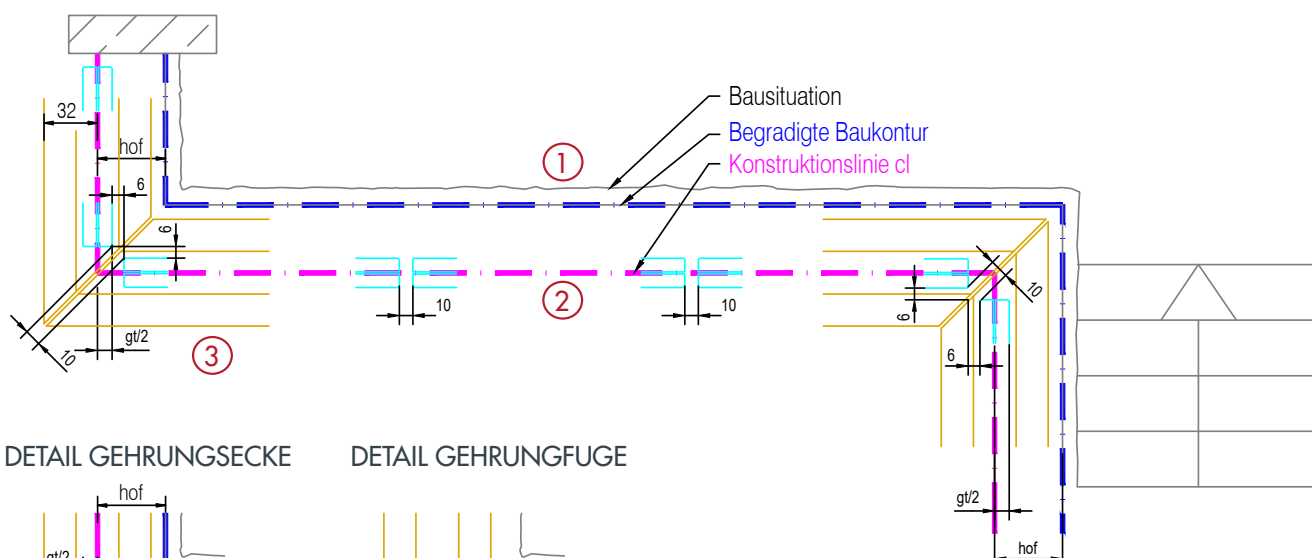 Bausituation
32
Begradigte Baukontur
hof
1
Konstruktionslinie cl
6
6
10
10
2
10
6
gt/2
10
3
6
DETAIL GEHRUNGSECKE
DETAIL GEHRUNGFUGE
hof
gt/2
hof
gt/2